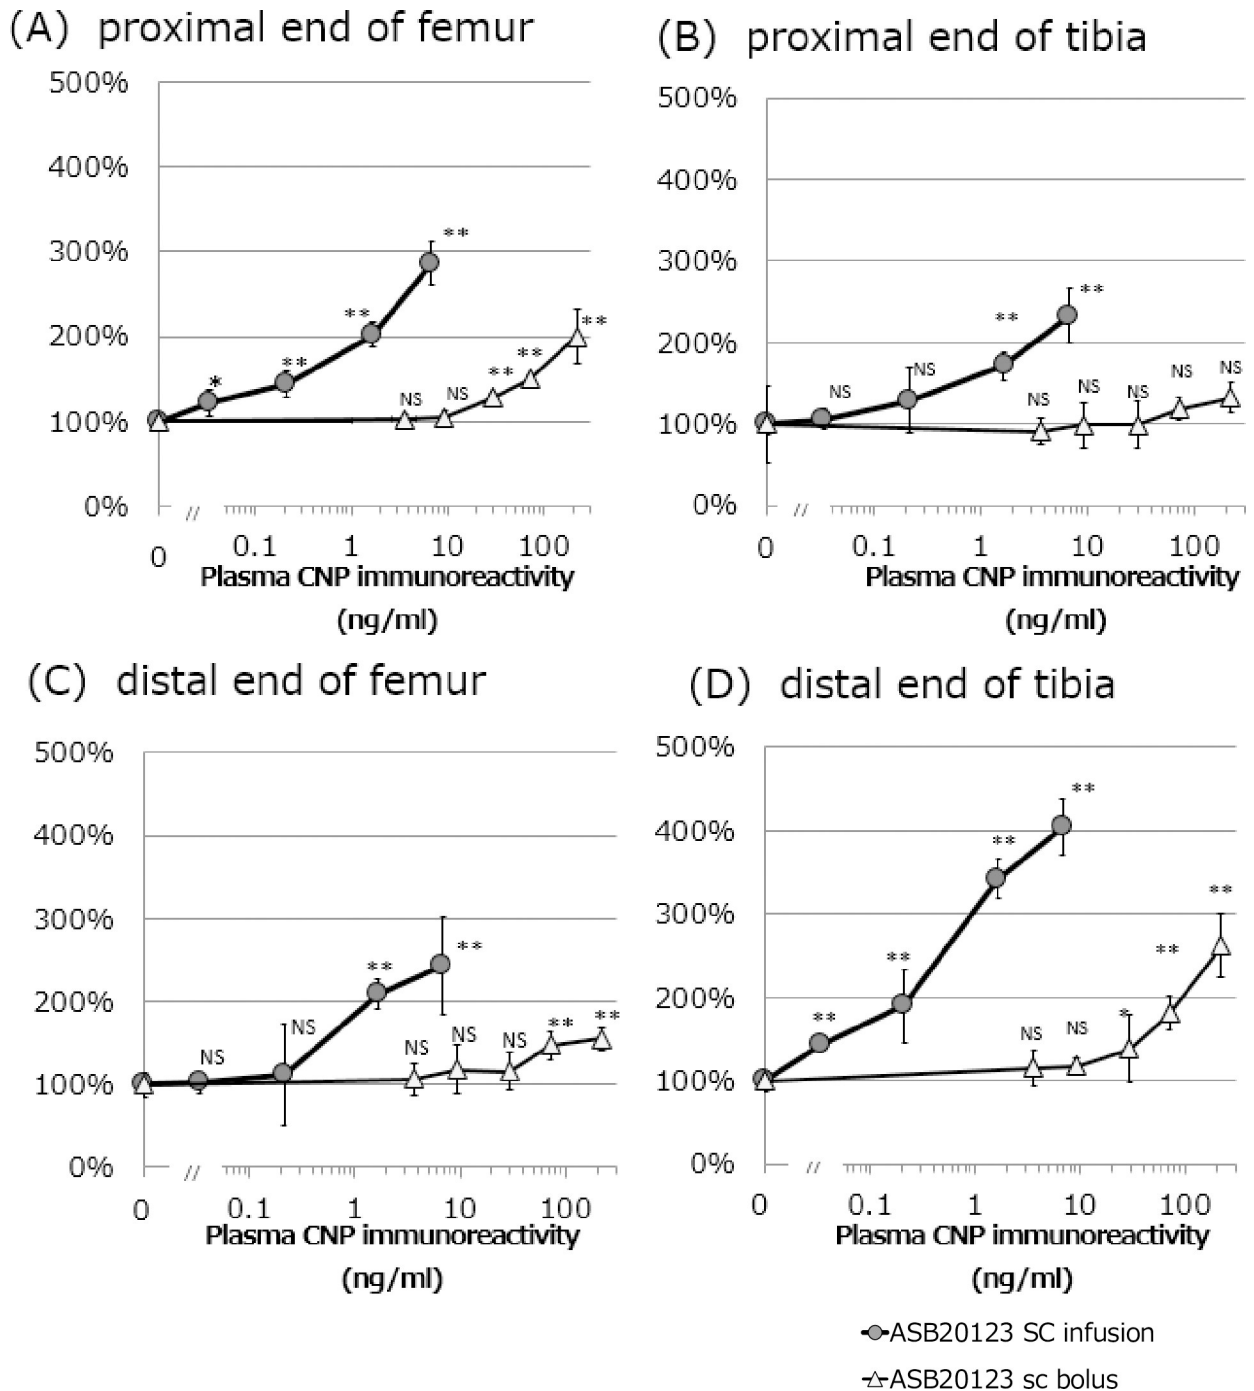 (A) proximal end of femur
500%
400%
300%
200%
100%
0%
**
**
**
*
NS
NS
**
**
**
//
0
0.1
1
10
100
Plasma CNP immunoreactivity
(ng/ml)
(B) proximal end of tibia
500%
400%
300%
200%
100%
0%
**
**
NS
NS
NS
NS
NS
NS
NS
//
0
0.1
1
10
100
Plasma CNP immunoreactivity
(ng/ml)
(C) distal end of femur
500%
400%
300%
200%
100%
0%
**
**
NS
NS
NS
NS
NS
**
**
//
0
0.1
1
10
100
Plasma CNP immunoreactivity
(ng/ml)
(D) distal end of tibia
500%
400%
300%
200%
100%
0%
**
**
**
**
NS
NS
*
**
**
//
0
0.1
1
10
100
Plasma CNP immunoreactivity
(ng/ml)
ASB20123 SC infusion
ASB20123 sc bolus